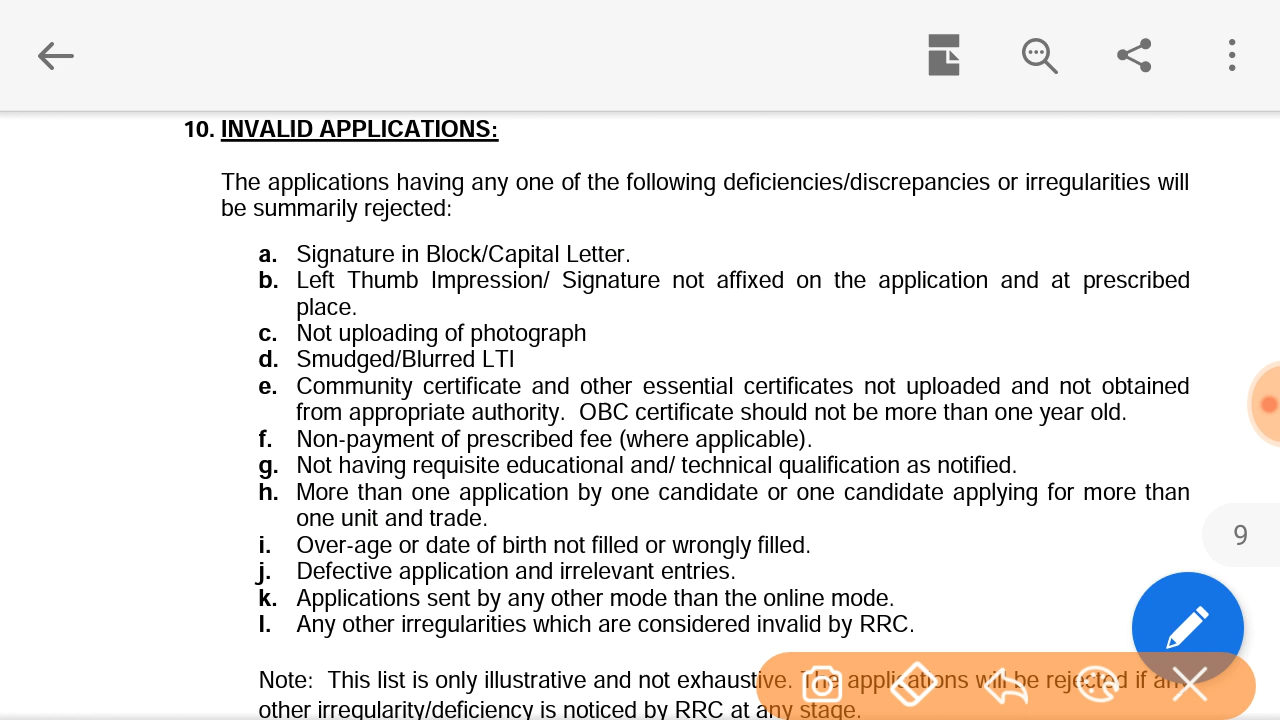 10. INVALID APPLICATIONS:
The applications having any one of the following deficiencies/discrepancies or irregularities will
be summarily rejected:
a. Signature in Block/Capital Letter.
b. Left Thumb Impression/ Signature not affixed on the application and at prescribed
place.
c. Not uploading of photograph
d. Smudged/Blurred LTI
e. Community certificate and other essential certificates not uploaded and not obtained
from appropriate authority. OBC certificate should not be more than one year old.
f. Non-payment of prescribed fee (where applicable).
g. Not having requisite educational and/ technical qualification as notified.
h. More than one application by one candidate or one candidate applying for more than
one unit and trade.
9
i. Over-age or date of birth not filled or wrongly filled.
j. Defective application and irrelevant entries.
k. Applications sent by any other mode than the online mode.
l. Any other irregularities which are considered invalid by RRC.
Note: This list is only illustrative and not exhaustive. The applications will be rejected if any
other irregularity/deficiency is noticed by RRC at any stage.